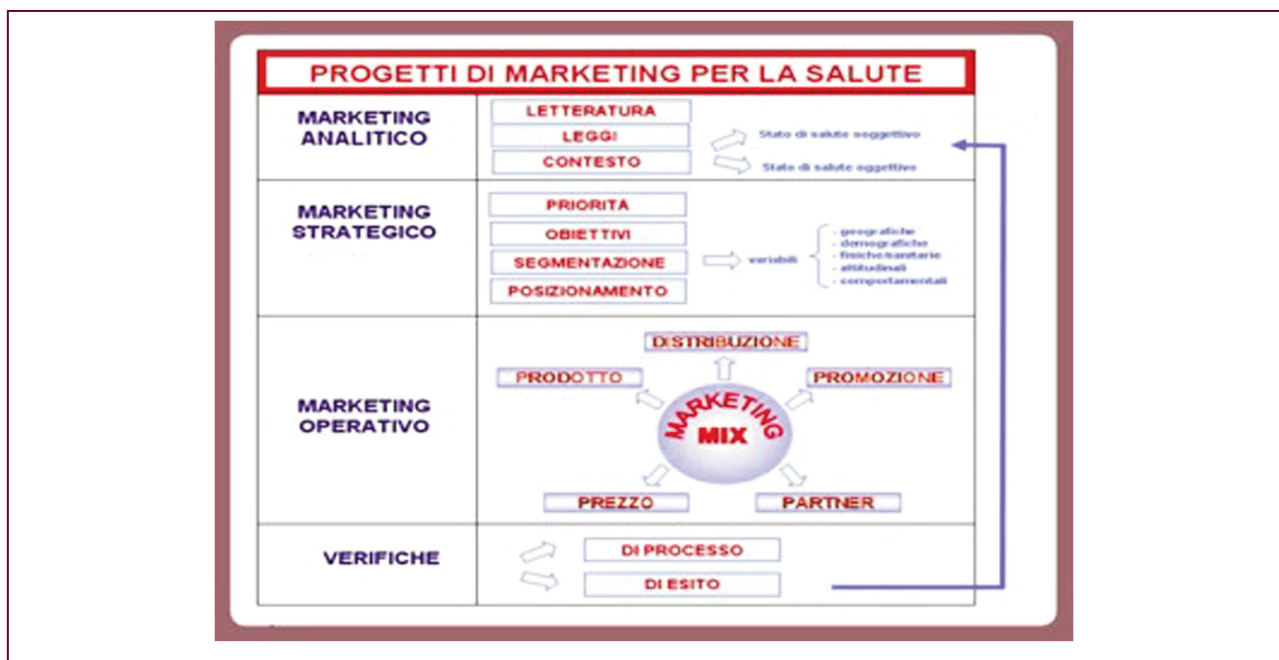 PROGETTI DI MARKETING PER LA SALUTE
MARKETING
ANALITICO
LETTERATURA
LEGGI
CONTESTO
Stato di salute soggettivo
Stato di salute oggettivo
MARKETING
STRATEGICO
PRIORITÀ
OBIETTIVI
SEGMENTAZIONE
POSIZIONAMENTO
variabili
- geografiche
- demografiche
- fisiche/sanitarie
- attitudinali
- comportamentali
MARKETING
OPERATIVO
DISTRIBUZIONE
PRODOTTO
PROMOZIONE
MARKETING
MIX
PREZZO
PARTNER
VERIFICHE
DI PROCESSO
DI ESITO